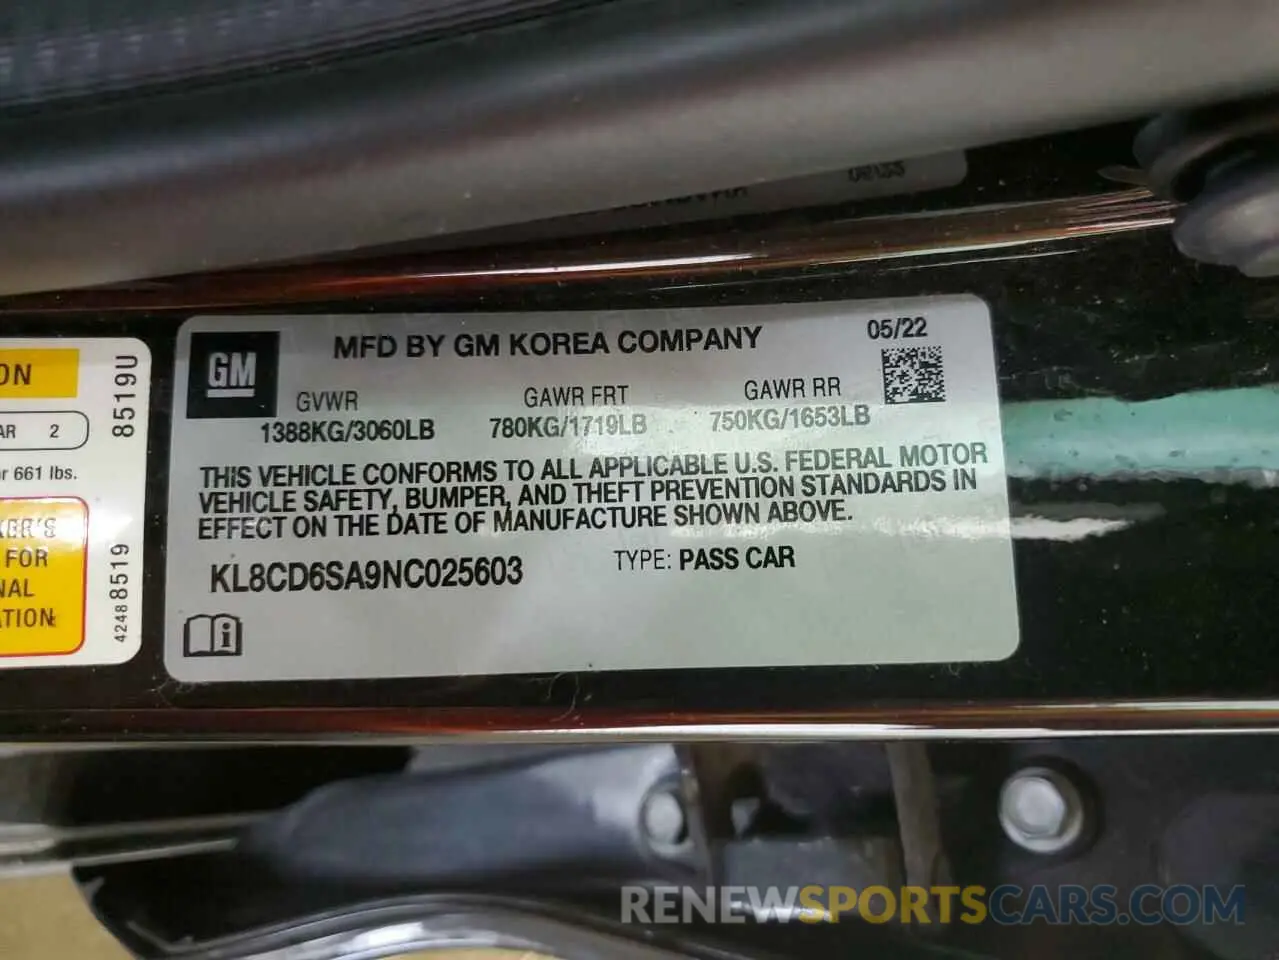 GM
MFD BY GM KOREA COMPANY
05/22
GVWR
GAWR FRT
GAWR RR
1388KG/3060LB
780KG/1719LB
750KG/1653LB
THIS VEHICLE CONFORMS TO ALL APPLICABLE U.S. FEDERAL MOTOR
VEHICLE SAFETY, BUMPER, AND THEFT PREVENTION STANDARDS IN
EFFECT ON THE DATE OF MANUFACTURE SHOWN ABOVE.
KL8CD6SA9NC025603
TYPE: PASS CAR
ON
AR 2
r 661 lbs.
KER'S
FOR
NAL
TION
8519U
42488519
RENEWSPORTSCARS.COM